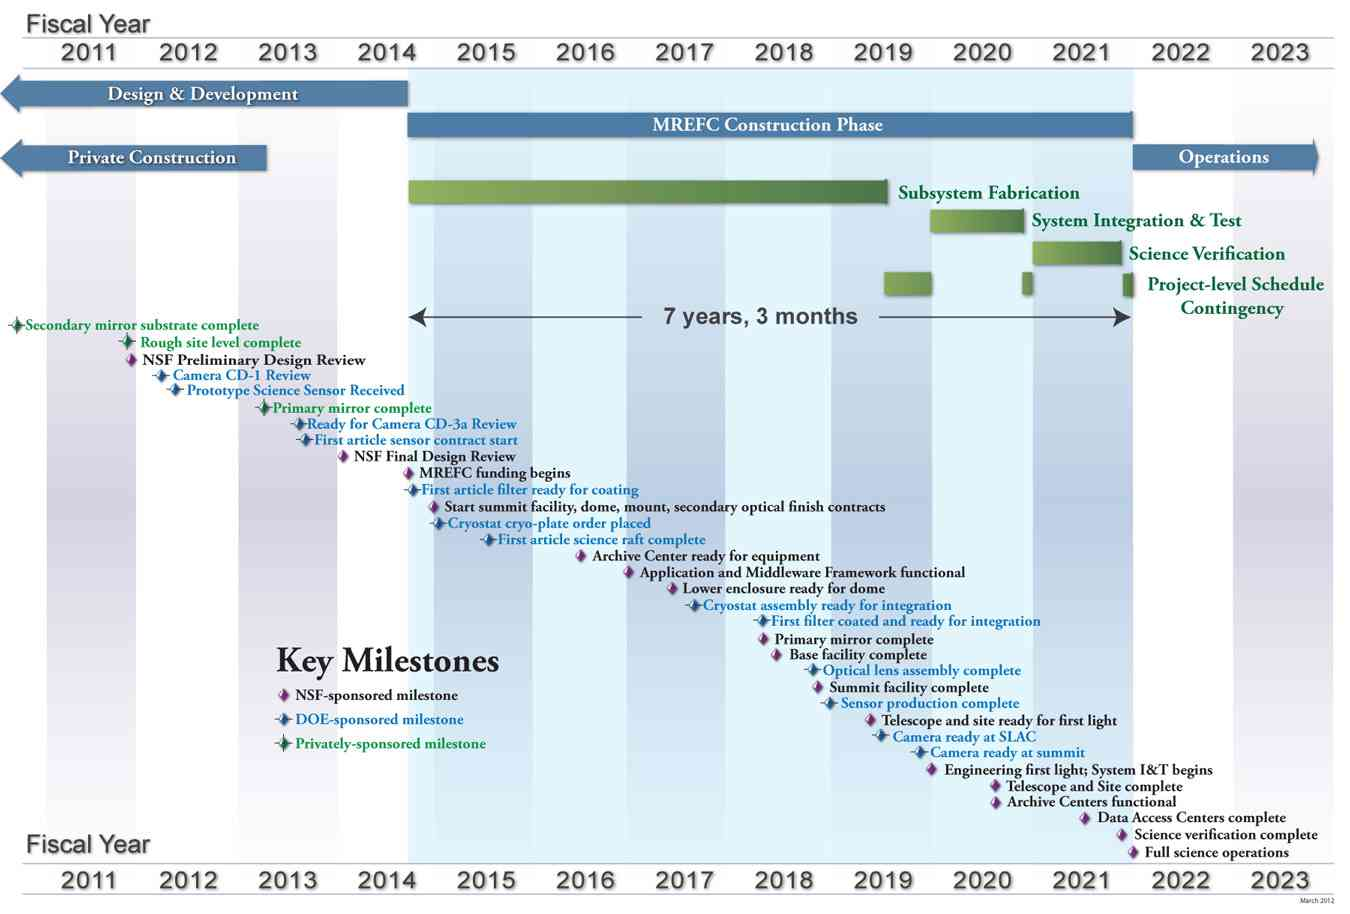 Fiscal Year
2011 2012 2013 2014 2015 2016 2017 2018 2019 2020 2021 2022 2023
Design & Development
MREFC Construction Phase
Private Construction
Operations
Subsystem Fabrication
System Integration & Test
Science Verification
Project-level Schedule
Contingency
7 years, 3 months
Secondary mirror substrate complete
Rough site level complete
NSF Preliminary Design Review
Camera CD-1 Review
Prototype Science Sensor Received
Primary mirror complete
Ready for Camera CD-3a Review
First article sensor contract start
NSF Final Design Review
MREFC funding begins
First article filter ready for coating
Start summit facility, dome, mount, secondary optical finish contracts
Cryostat cryo-plate order placed
First article science raft complete
Archive Center ready for equipment
Application and Middleware Framework functional
Lower enclosure ready for dome
Cryostat assembly ready for integration
First filter coated and ready for integration
Primary mirror complete
Base facility complete
Optical lens assembly complete
Summit facility complete
Sensor production complete
Telescope and site ready for first light
Camera ready at SLAC
Camera ready at summit
Engineering first light; System I&T begins
Telescope and Site complete
Archive Centers functional
Data Access Centers complete
Science verification complete
Full science operations
Key Milestones
NSF-sponsored milestone
DOE-sponsored milestone
Privately-sponsored milestone
Fiscal Year
2011 2012 2013 2014 2015 2016 2017 2018 2019 2020 2021 2022 2023
March 2012